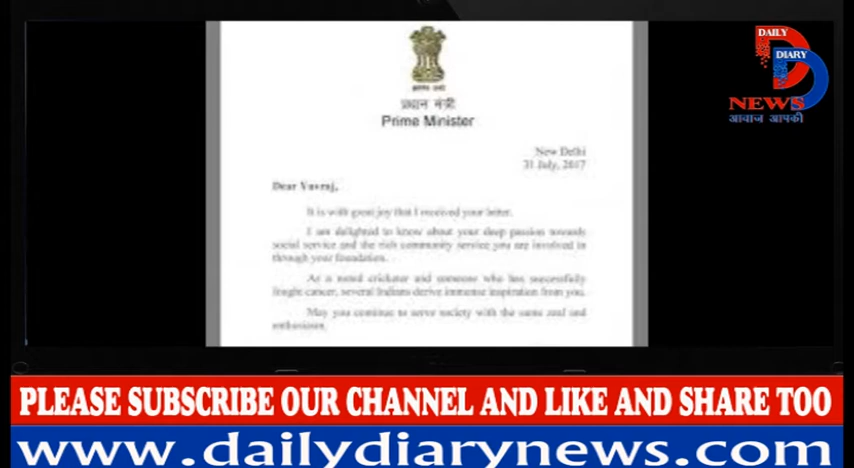 DAILY
DIARY
NEWS
आवाज आपकी
प्रधान मंत्री
Prime Minister
New Delhi
31 July, 2017
Dear Yuvraj,
It is with great joy that I received your letter.
I am delighted to know about your deep passion towards
social service and the rich community service you are involved in
through your foundation.
As a noted cricketer and someone who has successfully
fought cancer, several Indians derive immense inspiration from you.
May you continue to serve society with the same zeal and
enthusiasm.
PLEASE SUBSCRIBE OUR CHANNEL AND LIKE AND SHARE TOO
www.dailydiarynews.com